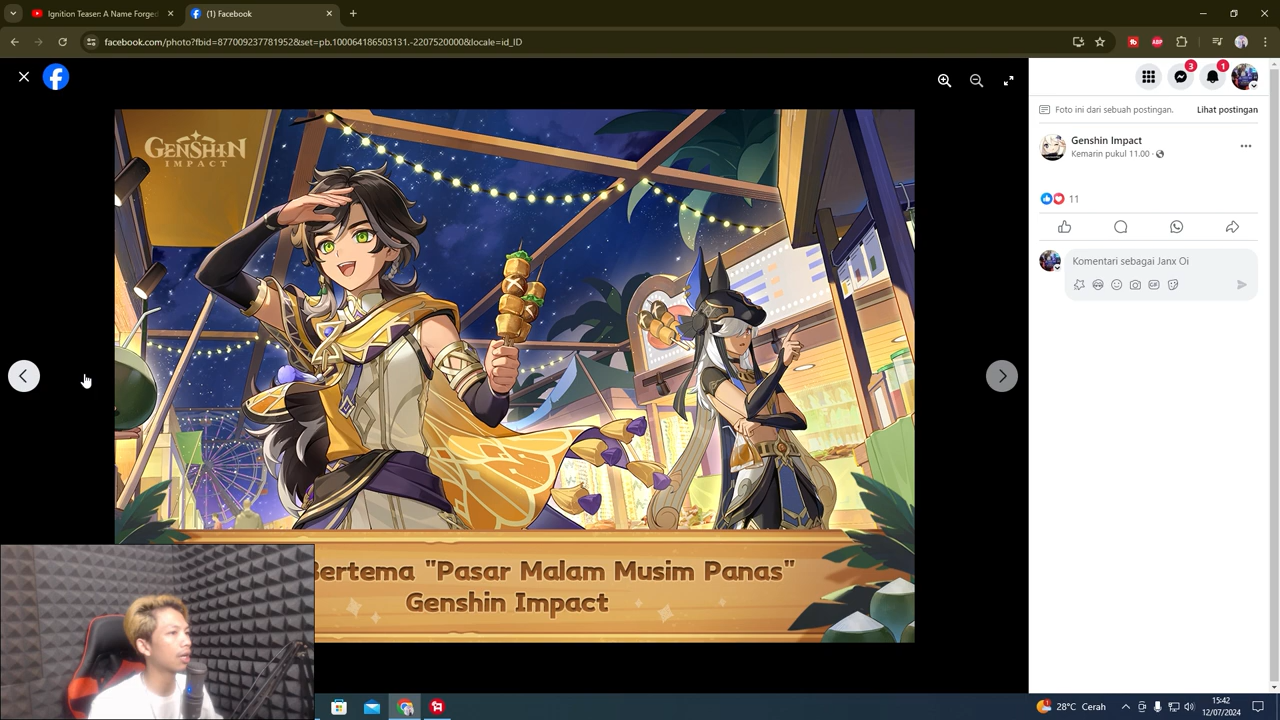 Ignition Teaser: A Name Forged
(1) Facebook
facebook.com/photo?fbid=877009237781952&set=pb.100064186503131.-2207520000&locale=id_ID
ABP
3
1
Foto ini dari sebuah postingan.
Lihat postingan
Genshin Impact
Kemarin pukul 11.00
11
Komentari sebagai Janx Oi
GIF
GENSHIN
IMPACT
Bertema "Pasar Malam Musim Panas"
Genshin Impact
28°C Cerah
15:42
12/07/2024